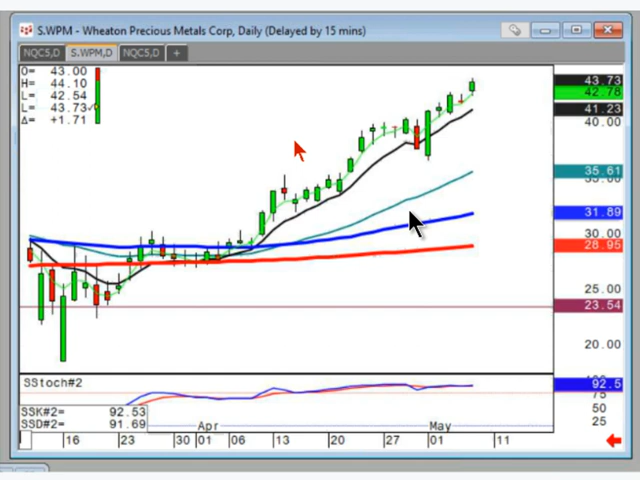 S.WPM - Wheaton Precious Metals Corp, Daily (Delayed by 15 mins)
NQC5,D S.WPM,D NQC5,D +
O= 43.00
H= 44.10
L= 42.54
L= 43.73
Δ= +1.71
43.73
42.78
41.23
40.00
35.61
35.00
31.89
30.00
28.95
25.00
23.54
20.00
SStoch#2
92.5
75
50
25
SSK#2= 92.53
SSD#2= 91.69
Apr May
16 23 30 01 06 13 20 27 01 11